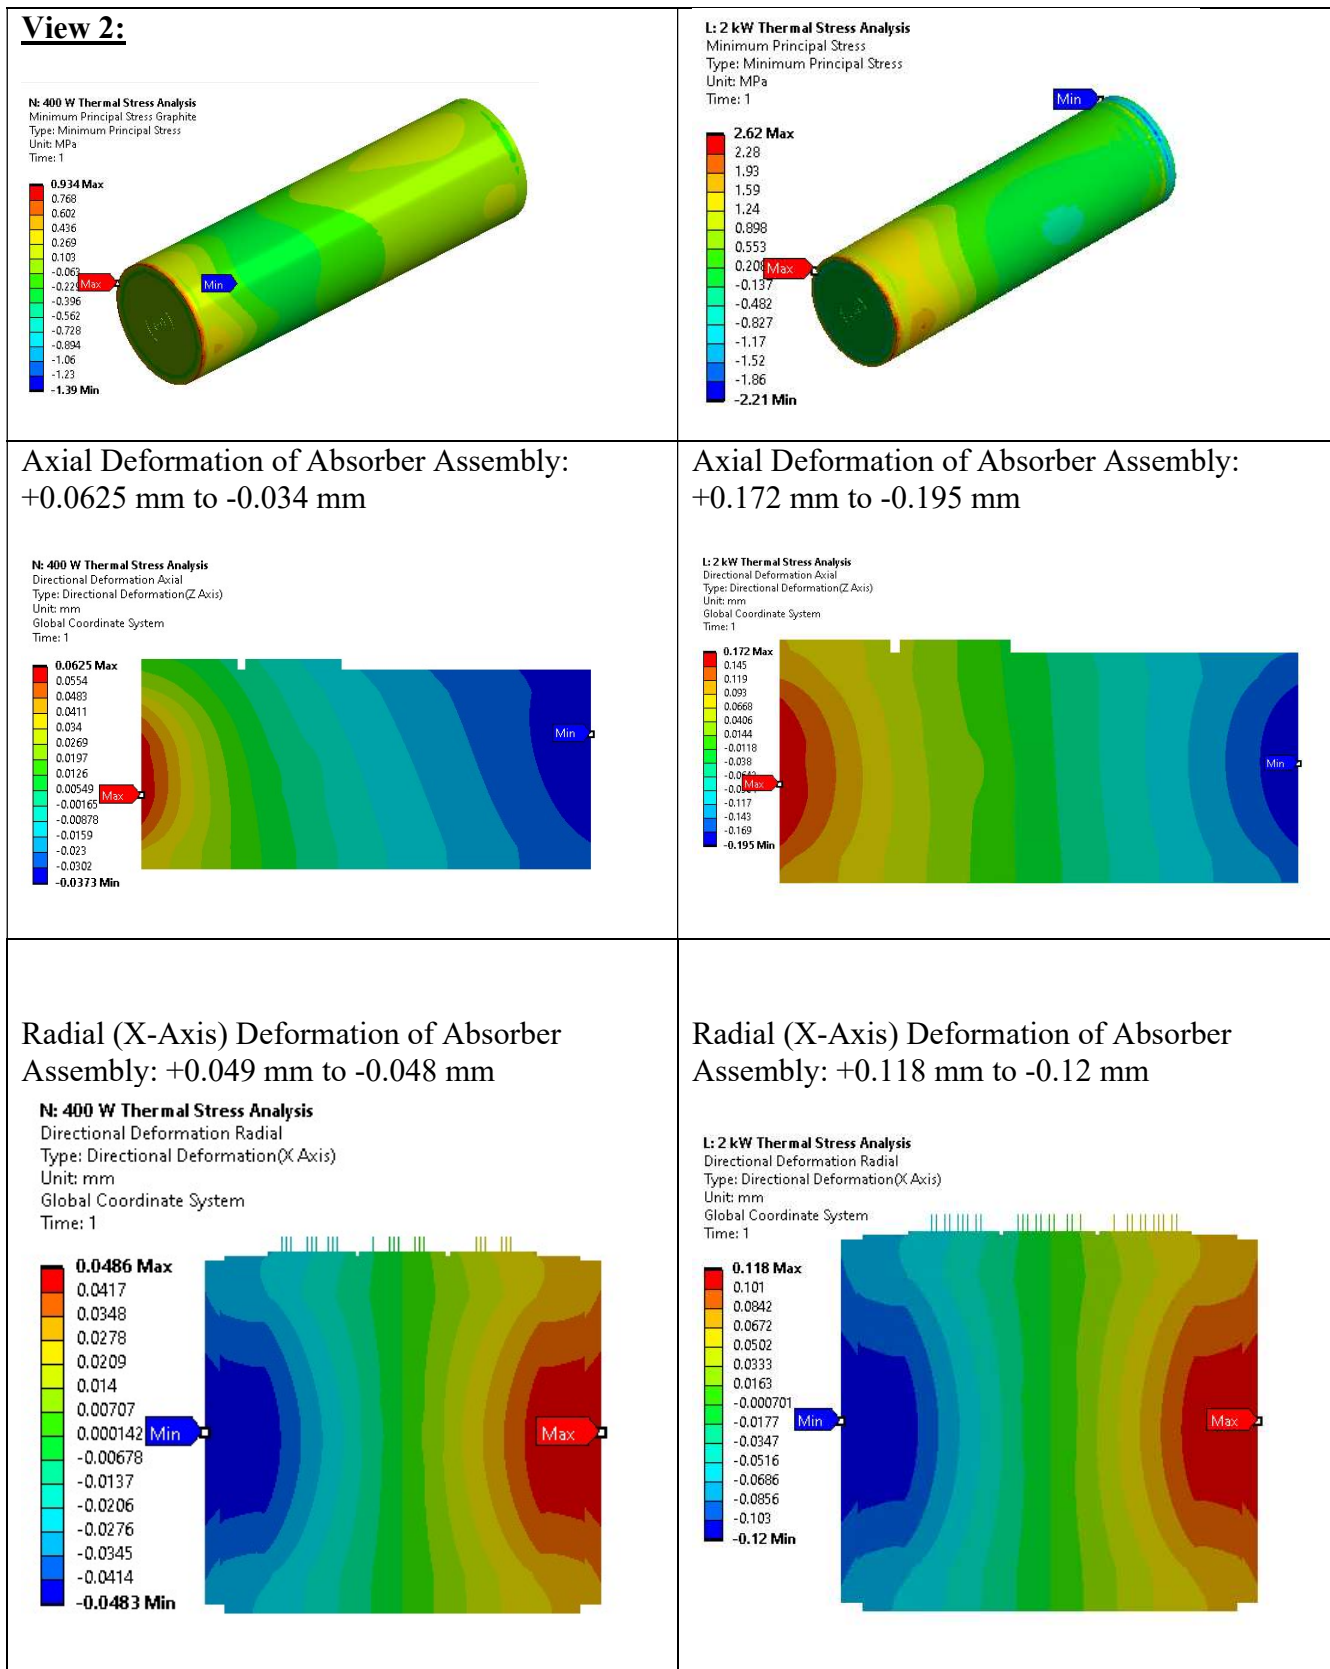 View 2:
N: 400 W Thermal Stress Analysis
Minimum Principal Stress Graphite
Type: Minimum Principal Stress
Unit: MPa
Time: 1
0.934 Max
0.768
0.602
0.436
0.269
0.103
-0.063
-0.229
-0.396
-0.562
-0.728
-0.894
-1.06
-1.23
-1.39 Min
Max
Min
L: 2 kW Thermal Stress Analysis
Minimum Principal Stress
Type: Minimum Principal Stress
Unit: MPa
Time: 1
2.62 Max
2.28
1.93
1.59
1.24
0.898
0.553
0.208
-0.137
-0.482
-0.827
-1.17
-1.52
-1.86
-2.21 Min
Min
Max
Axial Deformation of Absorber Assembly:
+0.0625 mm to -0.034 mm
N: 400 W Thermal Stress Analysis
Directional Deformation Axial
Type: Directional Deformation(Z Axis)
Unit: mm
Global Coordinate System
Time: 1
0.0625 Max
0.0554
0.0483
0.0411
0.034
0.0269
0.0197
0.0126
0.00549
-0.00165
-0.00878
-0.0159
-0.023
-0.0302
-0.0373 Min
Max
Min
Axial Deformation of Absorber Assembly:
+0.172 mm to -0.195 mm
L: 2 kW Thermal Stress Analysis
Directional Deformation Axial
Type: Directional Deformation(Z Axis)
Unit: mm
Global Coordinate System
Time: 1
0.172 Max
0.145
0.119
0.093
0.0668
0.0406
0.0144
-0.0118
-0.038
-0.117
-0.143
-0.169
-0.195 Min
Max
Min
Radial (X-Axis) Deformation of Absorber
Assembly: +0.049 mm to -0.048 mm
N: 400 W Thermal Stress Analysis
Directional Deformation Radial
Type: Directional Deformation(X Axis)
Unit: mm
Global Coordinate System
Time: 1
0.0486 Max
0.0417
0.0348
0.0278
0.0209
0.014
0.00707
0.000142
-0.00678
-0.0137
-0.0206
-0.0276
-0.0345
-0.0414
-0.0483 Min
Min
Max
Radial (X-Axis) Deformation of Absorber
Assembly: +0.118 mm to -0.12 mm
L: 2 kW Thermal Stress Analysis
Directional Deformation Radial
Type: Directional Deformation(X Axis)
Unit: mm
Global Coordinate System
Time: 1
0.118 Max
0.101
0.0842
0.0672
0.0502
0.0333
0.0163
-0.000701
-0.0177
-0.0347
-0.0516
-0.0686
-0.0856
-0.103
-0.12 Min
Min
Max